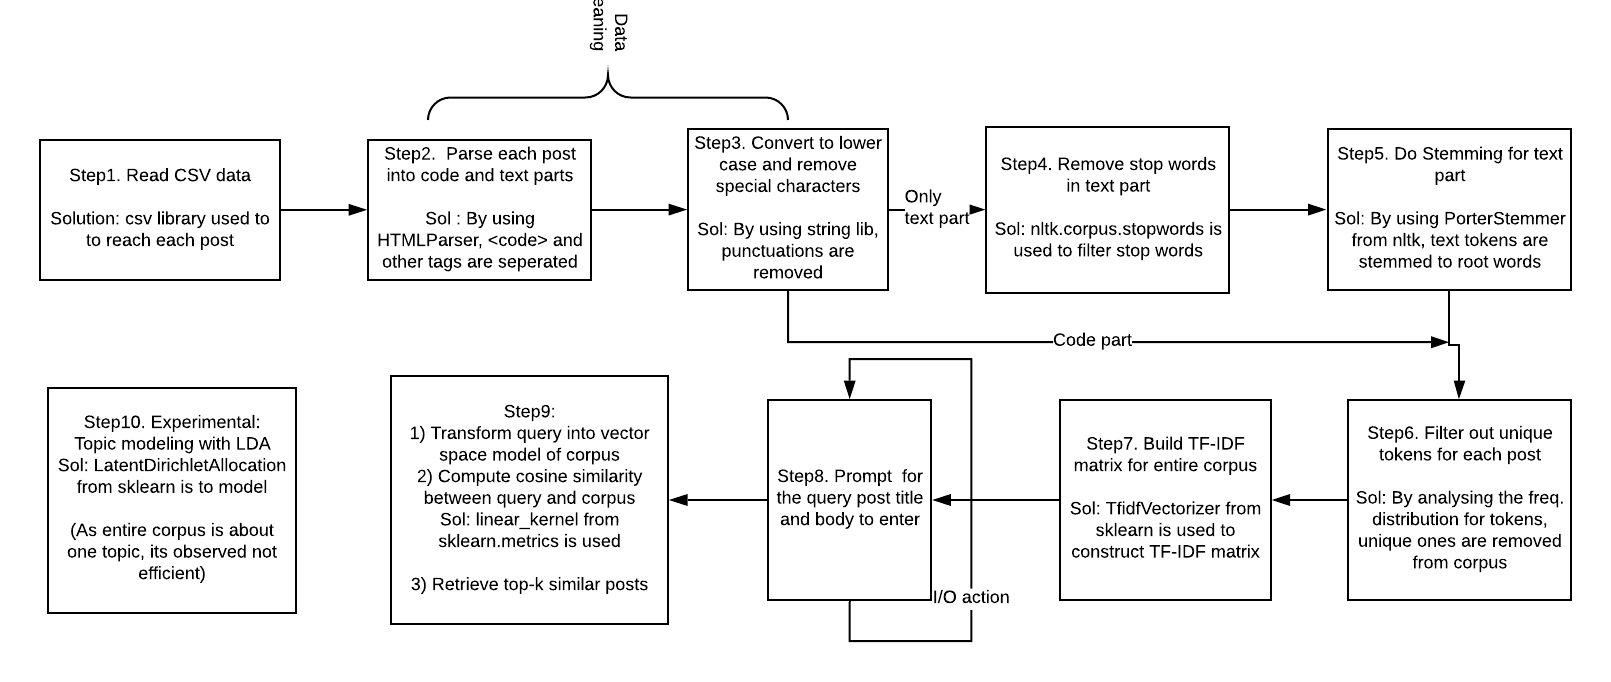 Data
eaning
Step1. Read CSV data
Solution: csv library used to
to reach each post
Step2.  Parse each post
into code and text parts
Sol : By using
HTMLParser, <code> and
other tags are seperated
Step3. Convert to lower
case and remove
special characters
Sol: By using string lib,
punctuations are
removed
Only
text part
Step4. Remove stop words
in text part
Sol: nltk.corpus.stopwords is
used to filter stop words
Step5. Do Stemming for text
part
Sol: By using PorterStemmer
from nltk, text tokens are
stemmed to root words
Code part
Step6. Filter out unique
tokens for each post
Sol: By analysing the freq.
distribution for tokens,
unique ones are removed
from corpus
Step7. Build TF-IDF
matrix for entire corpus
Sol: TfidfVectorizer from
sklearn is used to
construct TF-IDF matrix
Step8. Prompt  for
the query post title
and body to enter
I/O action
Step9:
1) Transform query into vector
space model of corpus
2) Compute cosine similarity
between query and corpus
Sol: linear_kernel from
sklearn.metrics is used
3) Retrieve top-k similar posts
Step10. Experimental:
Topic modeling with LDA
Sol: LatentDirichletAllocation
from sklearn is to model
(As entire corpus is about
one topic, its observed not
efficient)